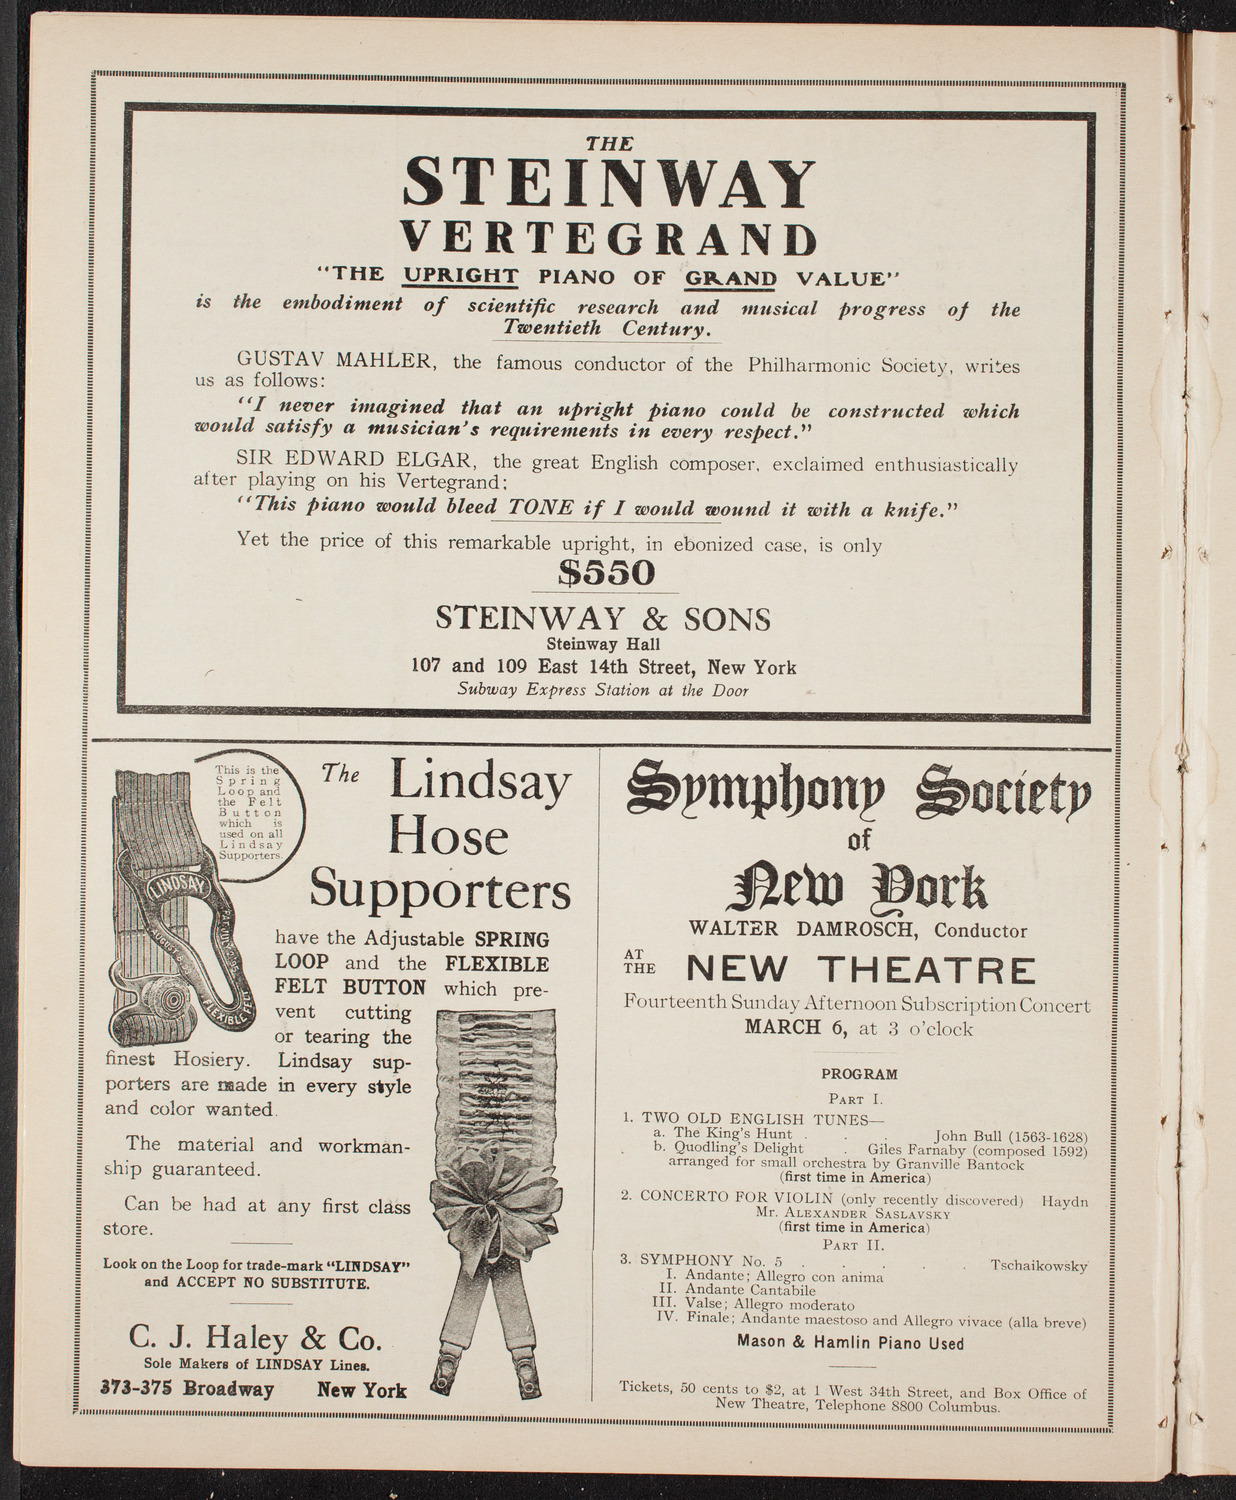 THE
STEINWAY
VERTEGRAND
"THE UPRIGHT PIANO OF GRAND VALUE"
is the embodiment of scientific research and musical progress of the
Twentieth Century.
GUSTAV MAHLER, the famous conductor of the Philharmonic Society, writes
us as follows:
"I never imagined that an upright piano could be constructed which
would satisfy a musician's requirements in every respect."
SIR EDWARD ELGAR, the great English composer, exclaimed enthusiastically
after playing on his Vertegrand:
"This piano would bleed TONE if I would wound it with a knife."
Yet the price of this remarkable upright, in ebonized case, is only
$550
STEINWAY & SONS
Steinway Hall
107 and 109 East 14th Street, New York
Subway Express Station at the Door
This is the
Spring
Loop and
the Felt
Button
which is
used on all
Lindsay
Supporters.
LINDSAY
FLEXIBLE FELT
The Lindsay
Hose
Supporters
have the Adjustable SPRING
LOOP and the FLEXIBLE
FELT BUTTON which pre-
vent cutting
or tearing the
finest Hosiery. Lindsay sup-
porters are made in every style
and color wanted.
The material and workman-
ship guaranteed.
Can be had at any first class
store.
Look on the Loop for trade-mark "LINDSAY"
and ACCEPT NO SUBSTITUTE.
C. J. Haley & Co.
Sole Makers of LINDSAY Lines.
373-375 Broadway New York
Symphony Society
of
New York
WALTER DAMROSCH, Conductor
AT THE NEW THEATRE
Fourteenth Sunday Afternoon Subscription Concert
MARCH 6, at 3 o'clock
PROGRAM
PART I.
1. TWO OLD ENGLISH TUNES—
a. The King's Hunt . . . John Bull (1563-1628)
b. Quodling's Delight . Giles Farnaby (composed 1592)
arranged for small orchestra by Granville Bantock
(first time in America)
2. CONCERTO FOR VIOLIN (only recently discovered) Haydn
Mr. ALEXANDER SASLAVSKY
(first time in America)
PART II.
3. SYMPHONY No. 5 . . . . . Tschaikowsky
I. Andante; Allegro con anima
II. Andante Cantabile
III. Valse; Allegro moderato
IV. Finale; Andante maestoso and Allegro vivace (alla breve)
Mason & Hamlin Piano Used
Tickets, 50 cents to $2, at 1 West 34th Street, and Box Office of
New Theatre, Telephone 8800 Columbus.